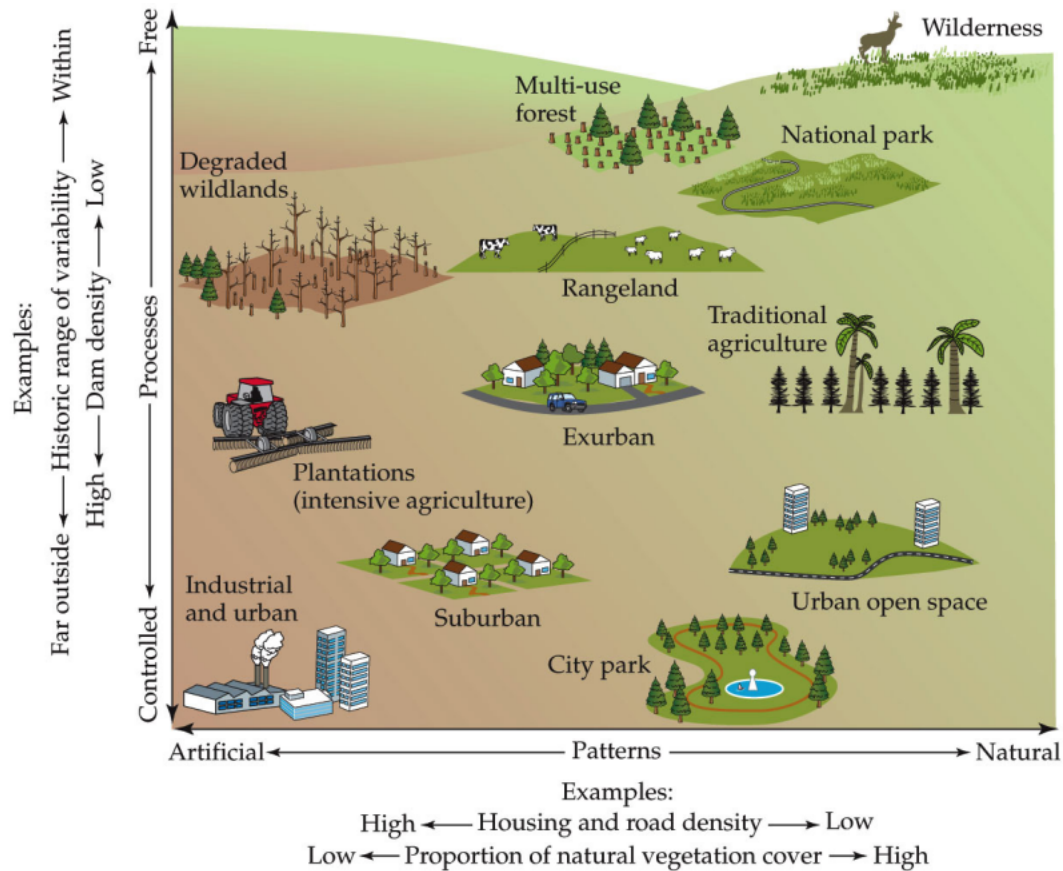 Wilderness
Multi-use
forest
National park
Degraded
wildlands
Rangeland
Traditional
agriculture
Exurban
Plantations
(intensive agriculture)
Industrial
and urban
Suburban
Urban open space
City park
Examples:
Far outside Historic range of variability Within
High Dam density Low
Controlled Processes Free
Artificial Patterns Natural
Examples:
High Housing and road density Low
Low Proportion of natural vegetation cover High